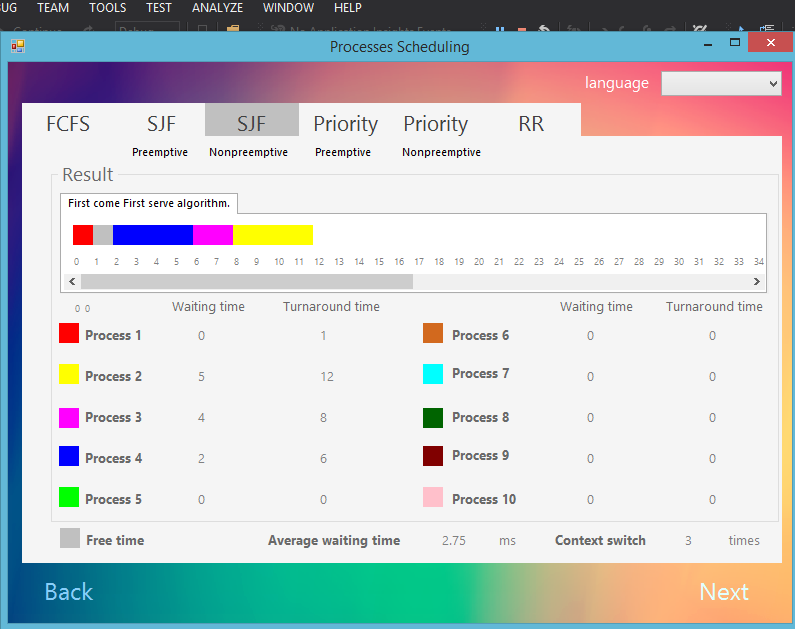 UG TEAM TOOLS TEST ANALYZE WINDOW HELP
Processes Scheduling
language
FCFS SJF SJF Priority Priority RR
Preemptive Nonpreemptive Preemptive Nonpreemptive
Result
First come First serve algorithm.
0 1 2 3 4 5 6 7 8 9 10 11 12 13 14 15 16 17 18 19 20 21 22 23 24 25 26 27 28 29 30 31 32 33 34
0 0 Waiting time Turnaround time Waiting time Turnaround time
Process 1 0 1 Process 6 0 0
Process 2 5 12 Process 7 0 0
Process 3 4 8 Process 8 0 0
Process 4 2 6 Process 9 0 0
Process 5 0 0 Process 10 0 0
Free time Average waiting time 2.75 ms Context switch 3 times
Back Next